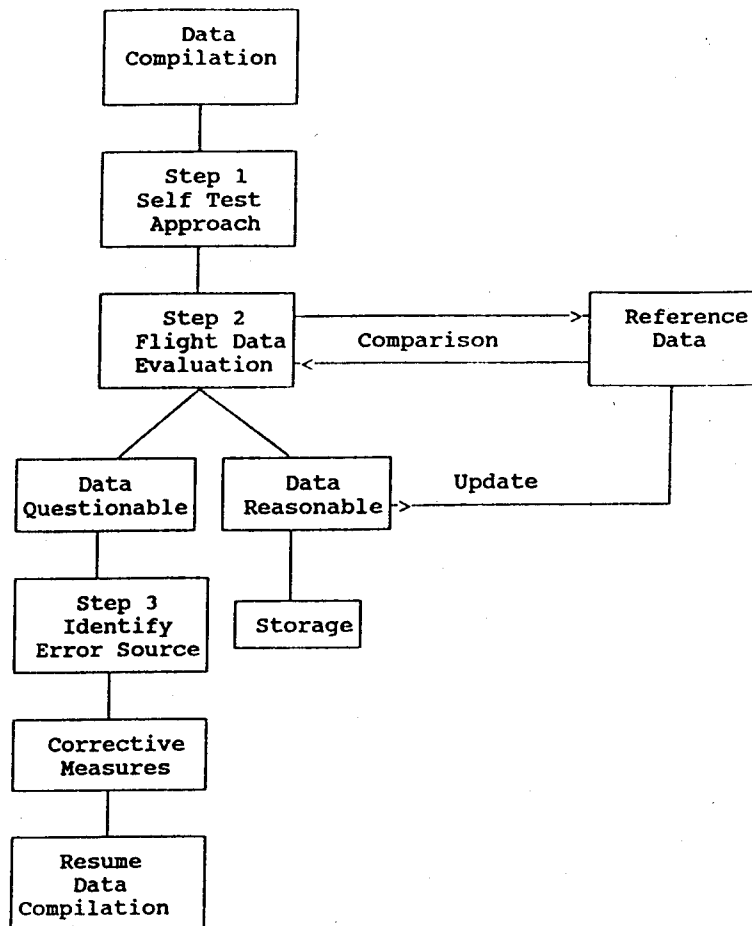 Data
Compilation
Step 1
Self Test
Approach
Step 2
Flight Data
Evaluation
Comparison
Reference
Data
Data
Questionable
Data
Reasonable
Update
Step 3
Identify
Error Source
Storage
Corrective
Measures
Resume
Data
Compilation